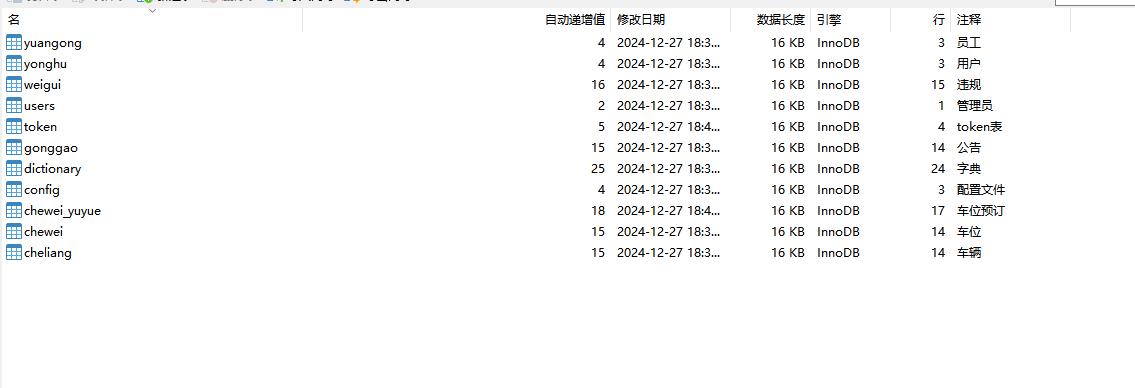 名 自动递增值 修改日期 数据长度 引擎 行 注释
yuangong 4 2024-12-27 18:3... 16 KB InnoDB 3 员工
yonghu 4 2024-12-27 18:3... 16 KB InnoDB 3 用户
weigui 16 2024-12-27 18:3... 16 KB InnoDB 15 违规
users 2 2024-12-27 18:3... 16 KB InnoDB 1 管理员
token 5 2024-12-27 18:4... 16 KB InnoDB 4 token表
gonggao 15 2024-12-27 18:3... 16 KB InnoDB 14 公告
dictionary 25 2024-12-27 18:3... 16 KB InnoDB 24 字典
config 4 2024-12-27 18:3... 16 KB InnoDB 3 配置文件
chewei_yuyue 18 2024-12-27 18:4... 16 KB InnoDB 17 车位预订
chewei 15 2024-12-27 18:3... 16 KB InnoDB 14 车位
cheliang 15 2024-12-27 18:3... 16 KB InnoDB 14 车辆